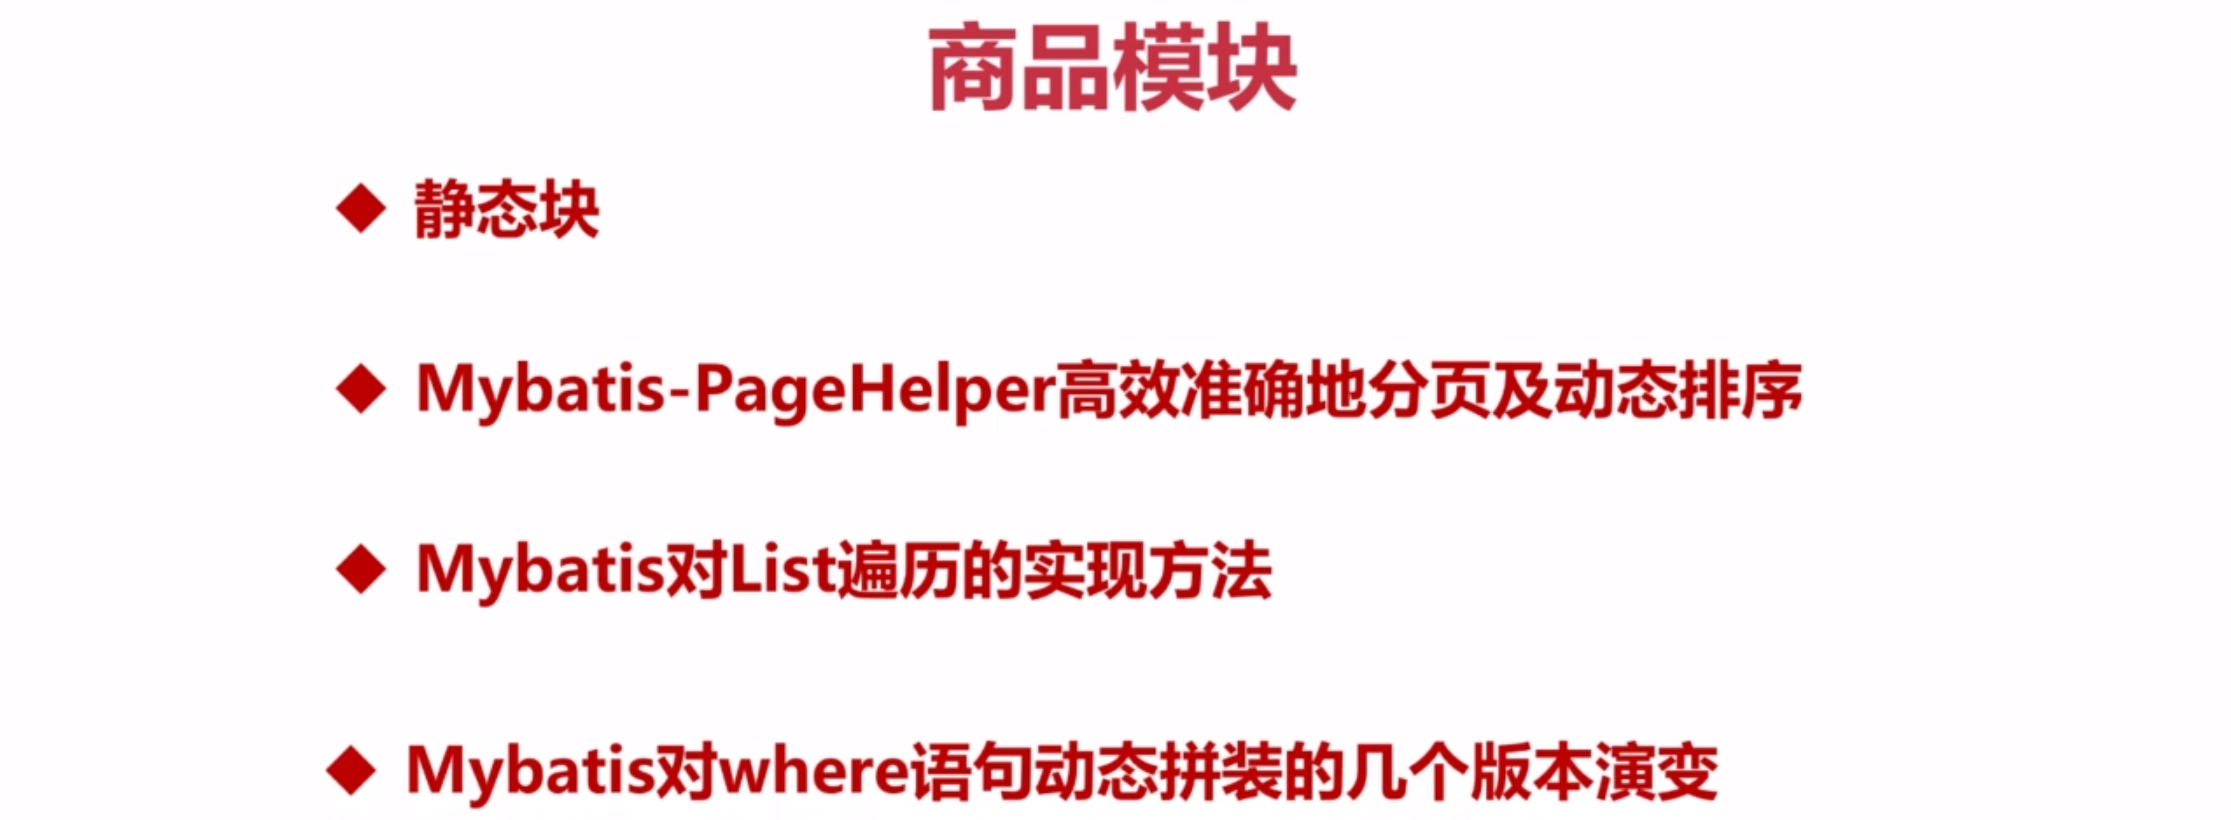 商品模块
◆ 静态块
◆ Mybatis-PageHelper高效准确地分页及动态排序
◆ Mybatis对List遍历的实现方法
◆ Mybatis对where语句动态拼装的几个版本演变